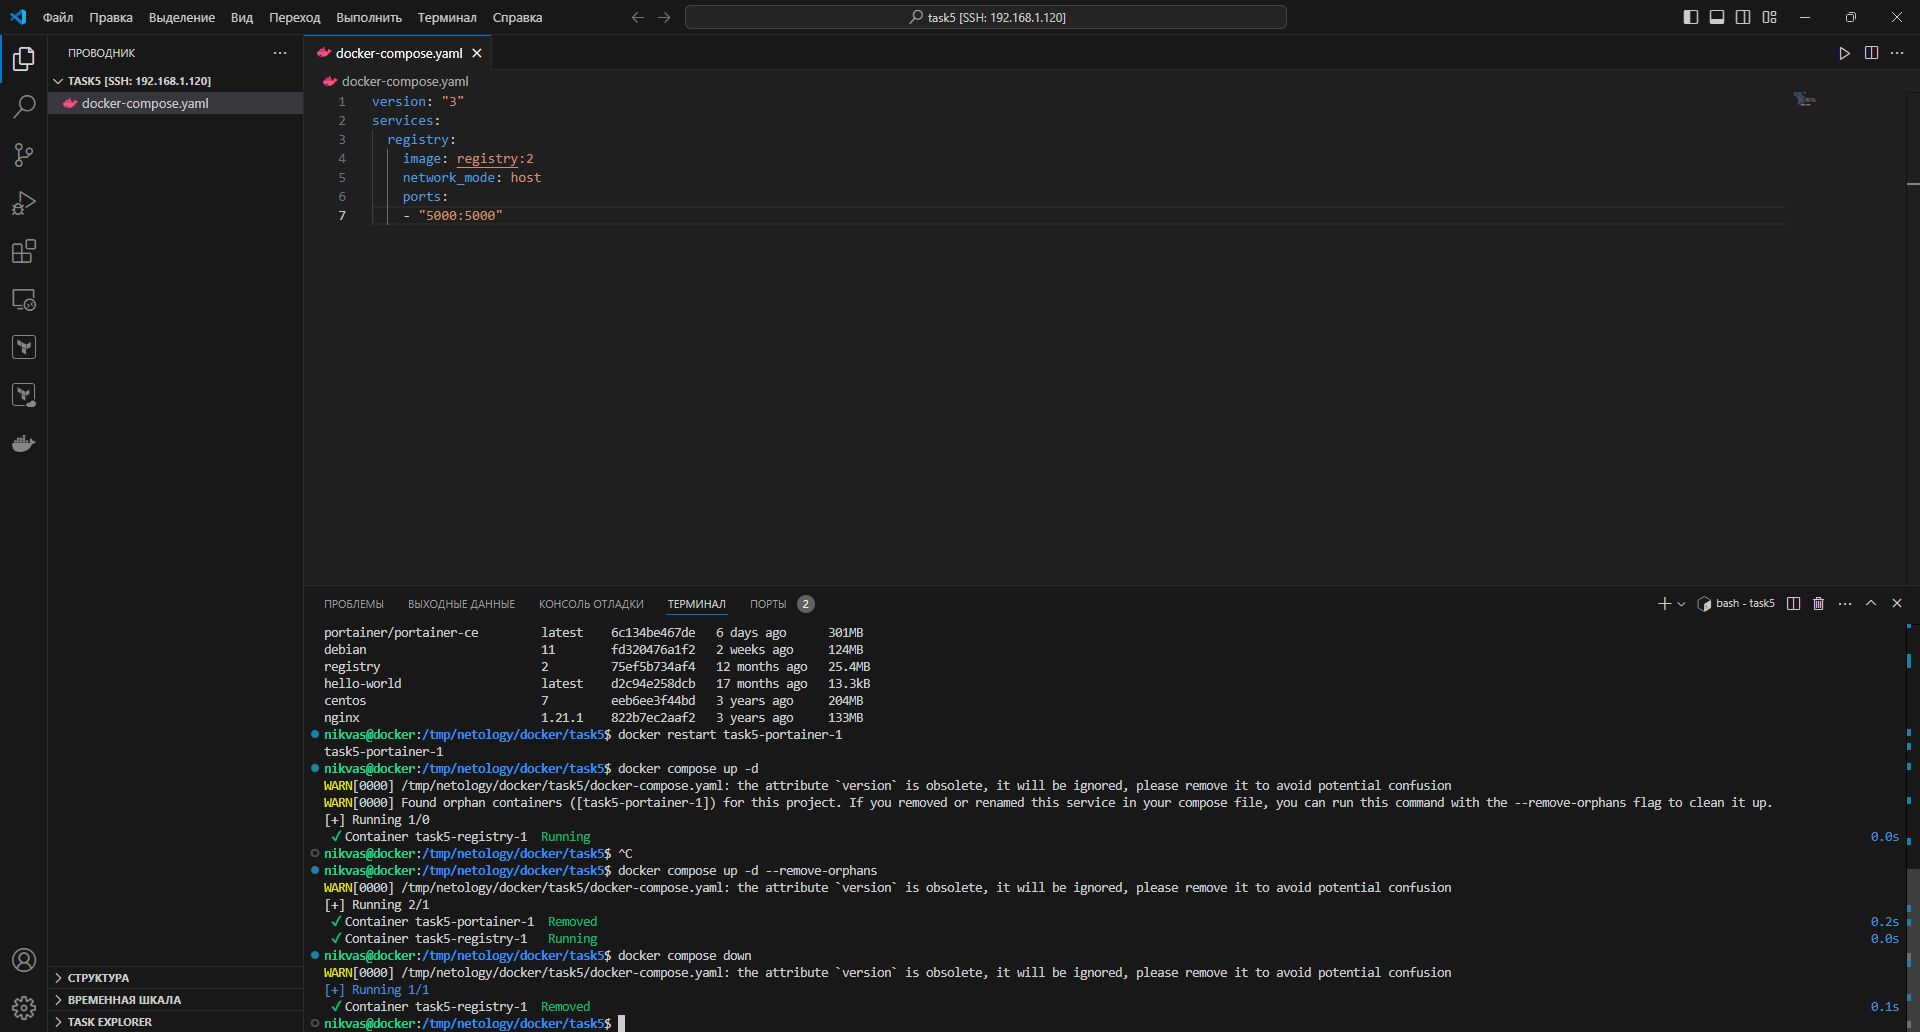 Файл Правка Выделение Вид Переход Выполнить Терминал Справка
task5 [SSH: 192.168.1.120]
ПРОВОДНИК
TASK5 [SSH: 192.168.1.120]
docker-compose.yaml
СТРУКТУРА
ВРЕМЕННАЯ ШКАЛА
TASK EXPLORER
docker-compose.yaml
docker-compose.yaml
1 version: "3"
2 services:
3 registry:
4 image: registry:2
5 network_mode: host
6 ports:
7 - "5000:5000"
ПРОБЛЕМЫ ВЫХОДНЫЕ ДАННЫЕ КОНСОЛЬ ОТЛАДКИ ТЕРМИНАЛ ПОРТЫ 2
bash - task5
portainer/portainer-ce latest 6c134be467de 6 days ago 301MB
debian 11 fd320476a1f2 2 weeks ago 124MB
registry 2 75ef5b734af4 12 months ago 25.4MB
hello-world latest d2c94e258dcb 17 months ago 13.3kB
centos 7 eeb6ee3f44bd 3 years ago 204MB
nginx 1.21.1 822b7ec2aaf2 3 years ago 133MB
nikvas@docker:/tmp/netology/docker/task5$ docker restart task5-portainer-1
task5-portainer-1
nikvas@docker:/tmp/netology/docker/task5$ docker compose up -d
WARN[0000] /tmp/netology/docker/task5/docker-compose.yaml: the attribute `version` is obsolete, it will be ignored, please remove it to avoid potential confusion
WARN[0000] Found orphan containers ([task5-portainer-1]) for this project. If you removed or renamed this service in your compose file, you can run this command with the --remove-orphans flag to clean it up.
[+] Running 1/0
✓ Container task5-registry-1 Running 0.0s
nikvas@docker:/tmp/netology/docker/task5$ ^C
nikvas@docker:/tmp/netology/docker/task5$ docker compose up -d --remove-orphans
WARN[0000] /tmp/netology/docker/task5/docker-compose.yaml: the attribute `version` is obsolete, it will be ignored, please remove it to avoid potential confusion
[+] Running 2/1
✓ Container task5-portainer-1 Removed 0.2s
✓ Container task5-registry-1 Running 0.0s
nikvas@docker:/tmp/netology/docker/task5$ docker compose down
WARN[0000] /tmp/netology/docker/task5/docker-compose.yaml: the attribute `version` is obsolete, it will be ignored, please remove it to avoid potential confusion
[+] Running 1/1
✓ Container task5-registry-1 Removed 0.1s
nikvas@docker:/tmp/netology/docker/task5$